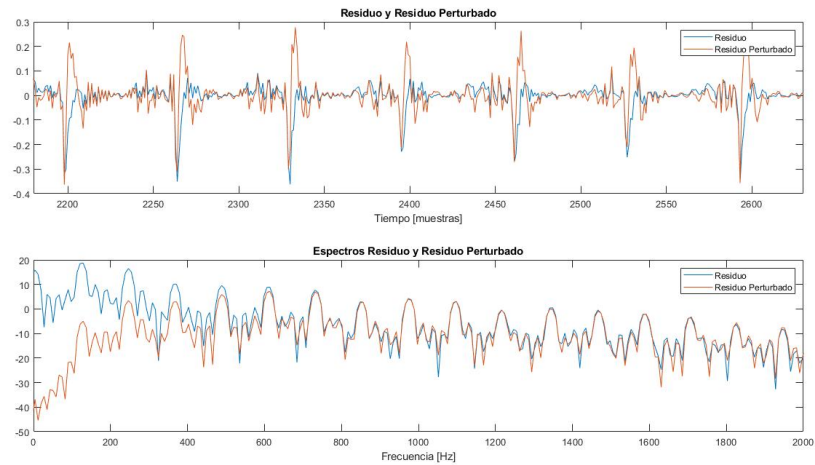 Residuo y Residuo Perturbado
0.3
0.2
0.1
0
-0.1
-0.2
-0.3
-0.4
2200 2250 2300 2350 2400 2450 2500 2550 2600
Tiempo [muestras]
Residuo
Residuo Perturbado
Espectros Residuo y Residuo Perturbado
20
10
0
-10
-20
-30
-40
-50
0 200 400 600 800 1000 1200 1400 1600 1800 2000
Frecuencia [Hz]
Residuo
Residuo Perturbado